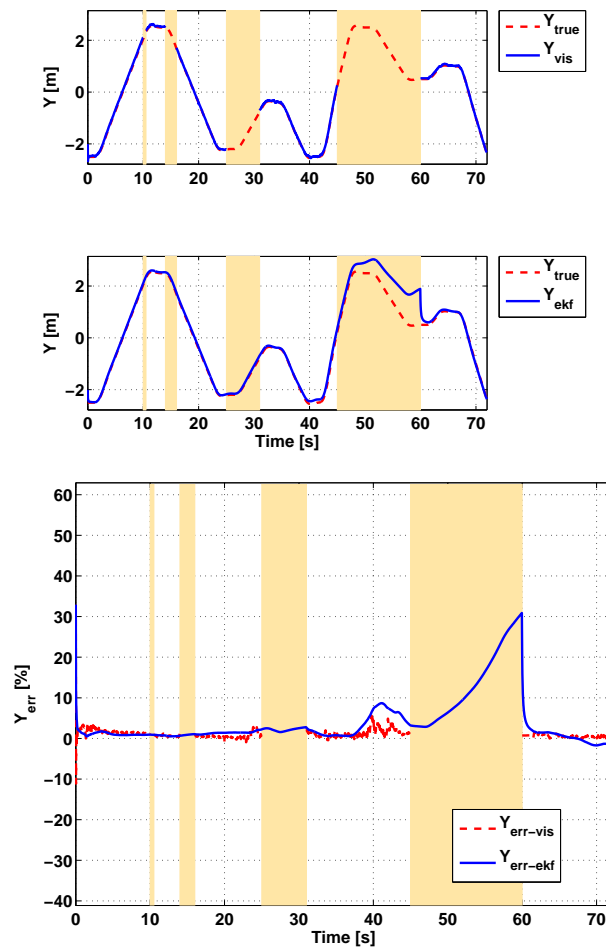 2
0
−2
Y [m]
0 10 20 30 40 50 60 70
Y_true
Y_vis
2
0
−2
Y [m]
0 10 20 30 40 50 60 70
Time [s]
Y_true
Y_ekf
60
50
40
30
20
10
0
−10
−20
−30
−40
Y_err [%]
0 10 20 30 40 50 60 70
Time [s]
Y_err−vis
Y_err−ekf